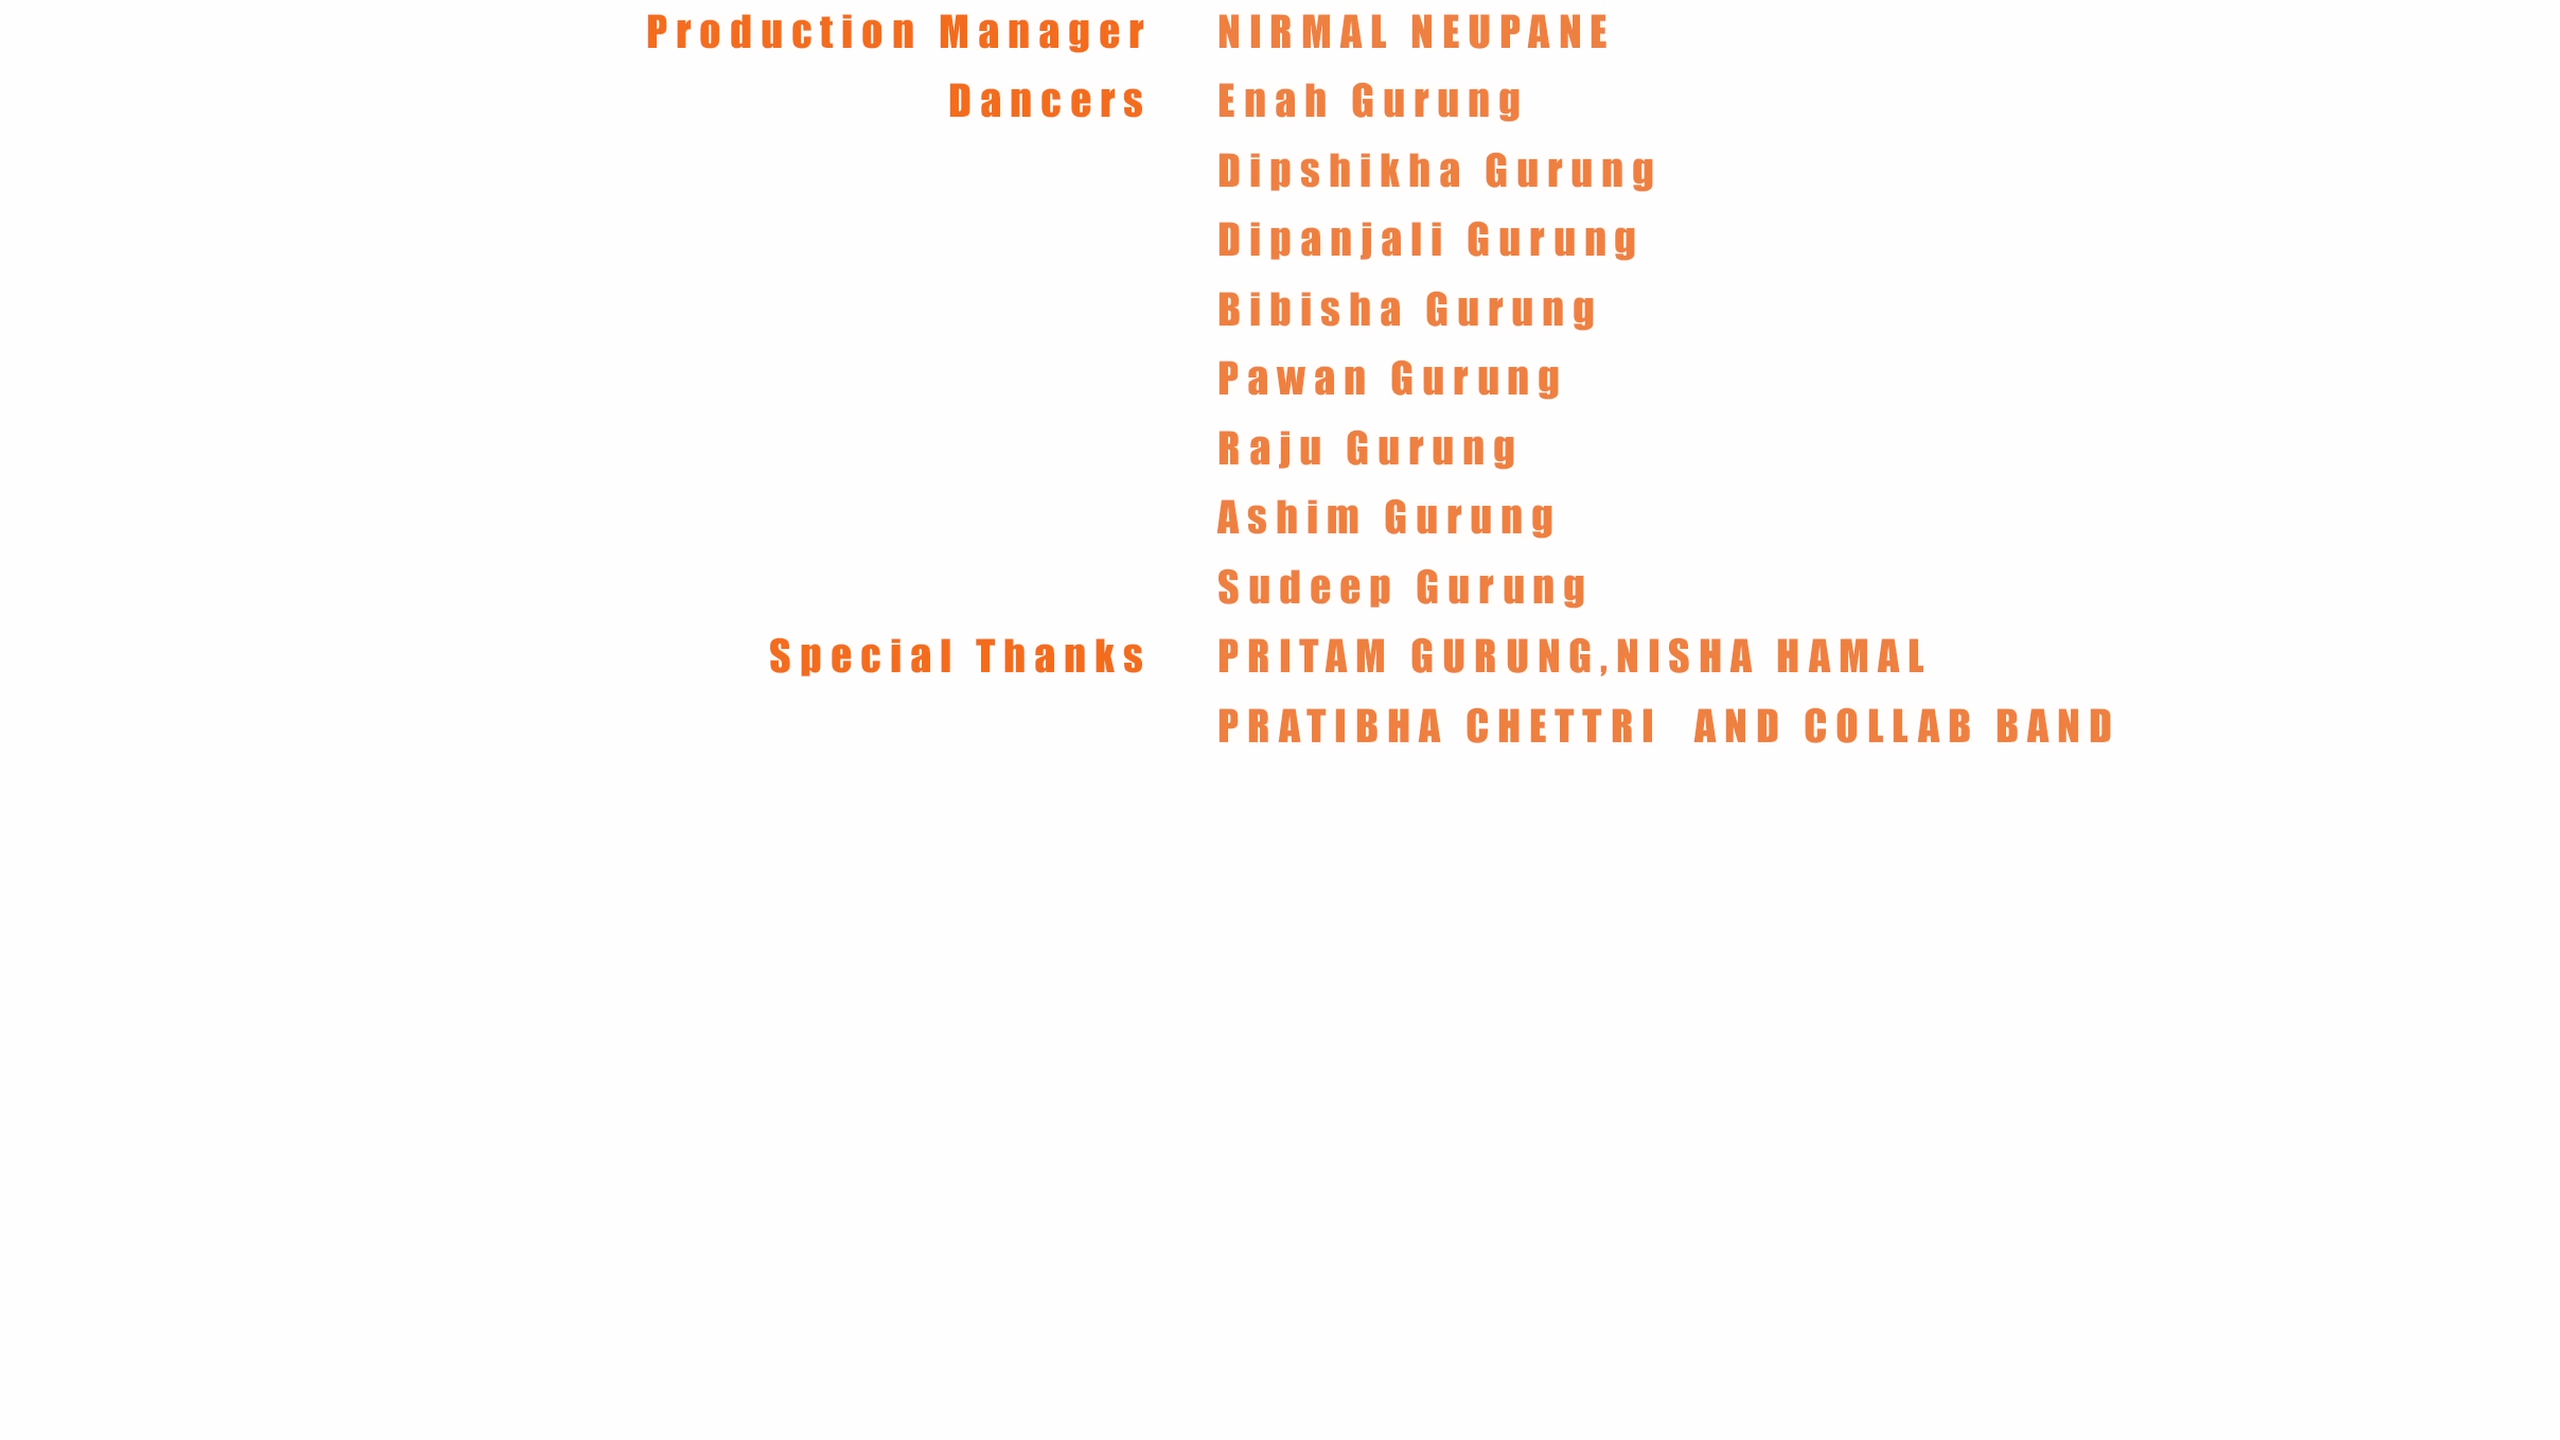 Production Manager NIRMAL NEUPANE
Dancers Enah Gurung
Dipshikha Gurung
Dipanjali Gurung
Bibisha Gurung
Pawan Gurung
Raju Gurung
Ashim Gurung
Sudeep Gurung
Special Thanks PRITAM GURUNG,NISHA HAMAL
PRATIBHA CHETTRI  AND COLLAB BAND